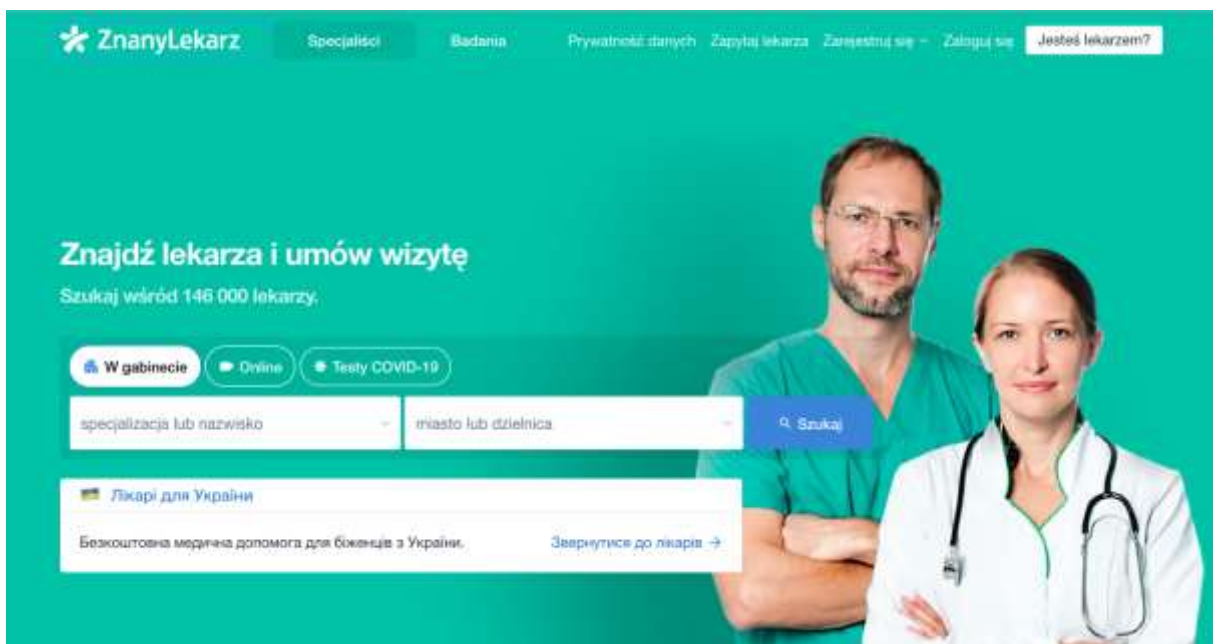 ZnanyLekarz Specjaliści Badania Prywatność danych Zapytaj lekarza Zarejestruj się Zaloguj się Jesteś lekarzem?
Znajdź lekarza i umów wizytę
Szukaj wśród 146 000 lekarzy.
W gabinecie Online Testy COVID-19
specjalizacja lub nazwisko miasto lub dzielnica Szukaj
Лікарі для України
Безкоштовна медична допомога для біженців з України. Звернутися до лікарів →